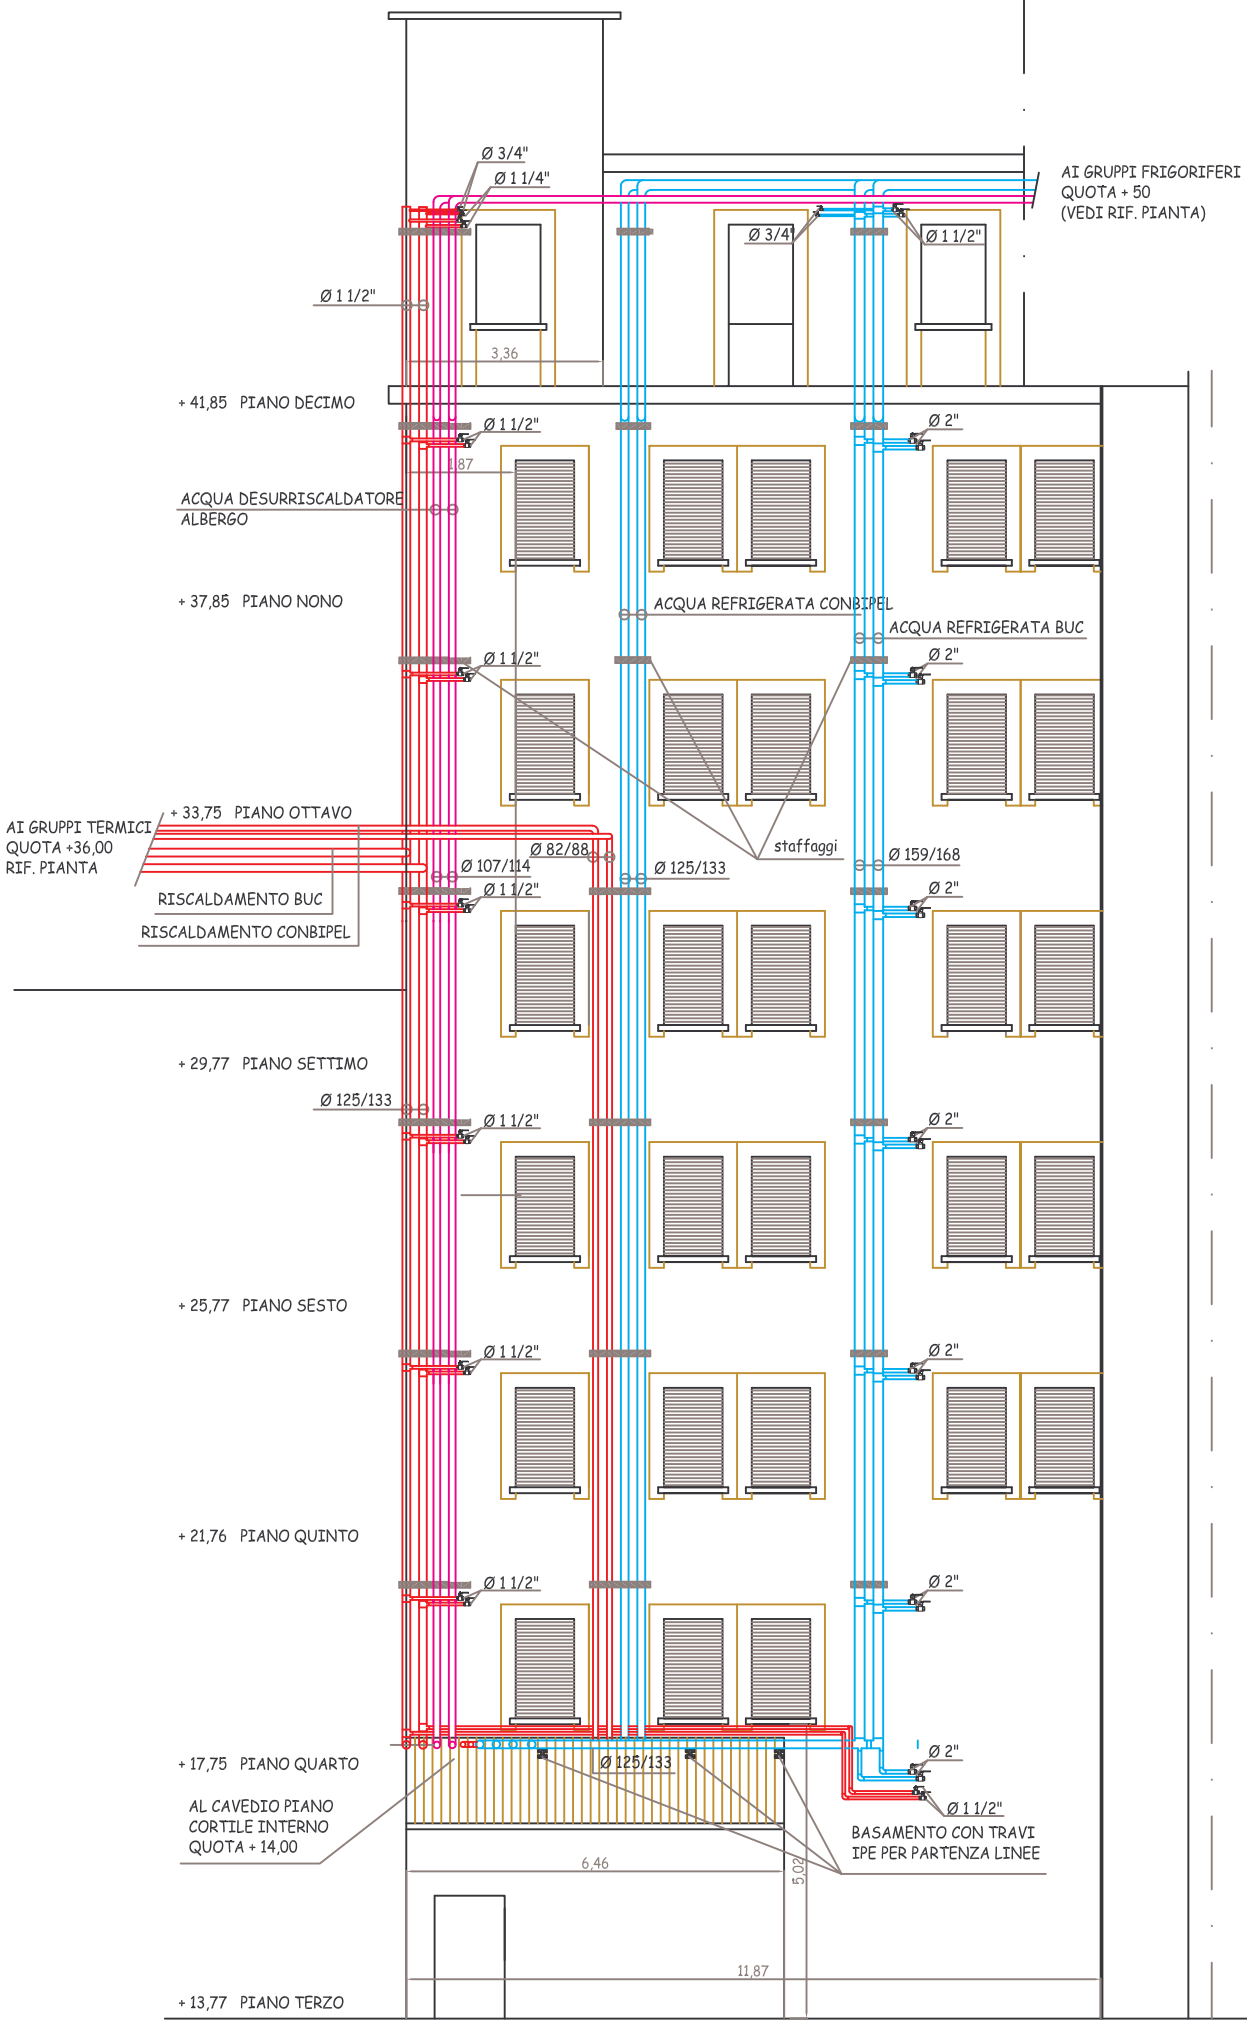 Ø 3/4"
Ø 1 1/4"
AI GRUPPI FRIGORIFERI
QUOTA + 50
(VEDI RIF. PIANTA)
Ø 3/4"
Ø 1 1/2"
Ø 1 1/2"
3,36
+ 41,85 PIANO DECIMO
Ø 1 1/2"
Ø 2"
1,87
ACQUA DESURRISCALDATORE
ALBERGO
+ 37,85 PIANO NONO
ACQUA REFRIGERATA CONBIPEL
ACQUA REFRIGERATA BUC
Ø 1 1/2"
Ø 2"
+ 33,75 PIANO OTTAVO
AI GRUPPI TERMICI
QUOTA +36,00
RIF. PIANTA
Ø 82/88
staffaggi
Ø 159/168
Ø 107/114
Ø 125/133
Ø 1 1/2"
Ø 2"
RISCALDAMENTO BUC
RISCALDAMENTO CONBIPEL
+ 29,77 PIANO SETTIMO
Ø 125/133
Ø 1 1/2"
Ø 2"
+ 25,77 PIANO SESTO
Ø 1 1/2"
Ø 2"
+ 21,76 PIANO QUINTO
Ø 1 1/2"
Ø 2"
+ 17,75 PIANO QUARTO
Ø 125/133
Ø 2"
AL CAVEDIO PIANO
CORTILE INTERNO
QUOTA + 14,00
Ø 1 1/2"
BASAMENTO CON TRAVI
IPE PER PARTENZA LINEE
6,46
5,02
11,87
+ 13,77 PIANO TERZO